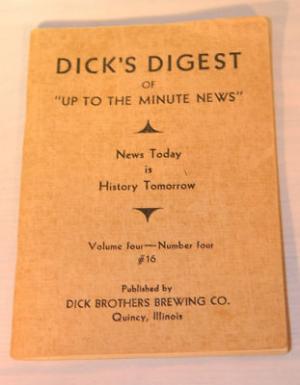 DICK'S DIGEST
OF
"UP TO THE MINUTE NEWS"
News Today
is
History Tomorrow
Volume four—Number four
#16
Published by
DICK BROTHERS BREWING CO.
Quincy, Illinois